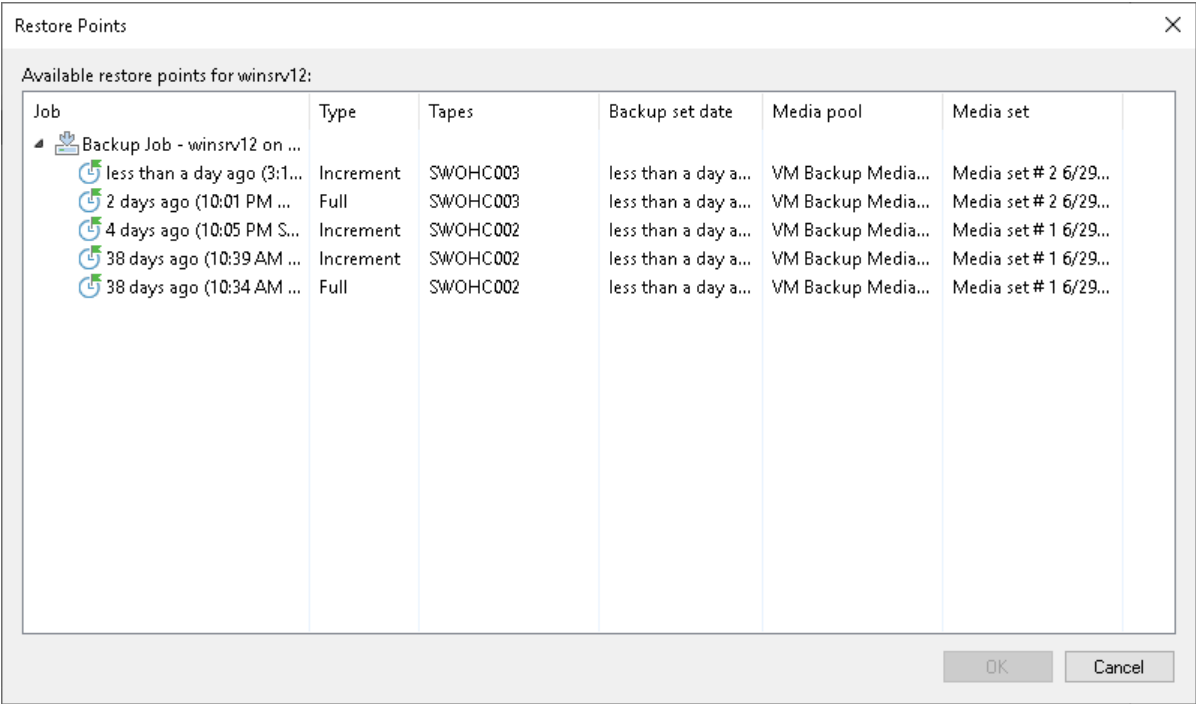 Restore Points
Available restore points for winsrv12:
Job Type Tapes Backup set date Media pool Media set
Backup Job - winsrv12 on ...
less than a day ago (3:1... Increment SWOHC003 less than a day a... VM Backup Media... Media set # 2 6/29...
2 days ago (10:01 PM ... Full SWOHC003 less than a day a... VM Backup Media... Media set # 2 6/29...
4 days ago (10:05 PM S... Increment SWOHC002 less than a day a... VM Backup Media... Media set # 1 6/29...
38 days ago (10:39 AM ... Increment SWOHC002 less than a day a... VM Backup Media... Media set # 1 6/29...
38 days ago (10:34 AM ... Full SWOHC002 less than a day a... VM Backup Media... Media set # 1 6/29...
OK Cancel